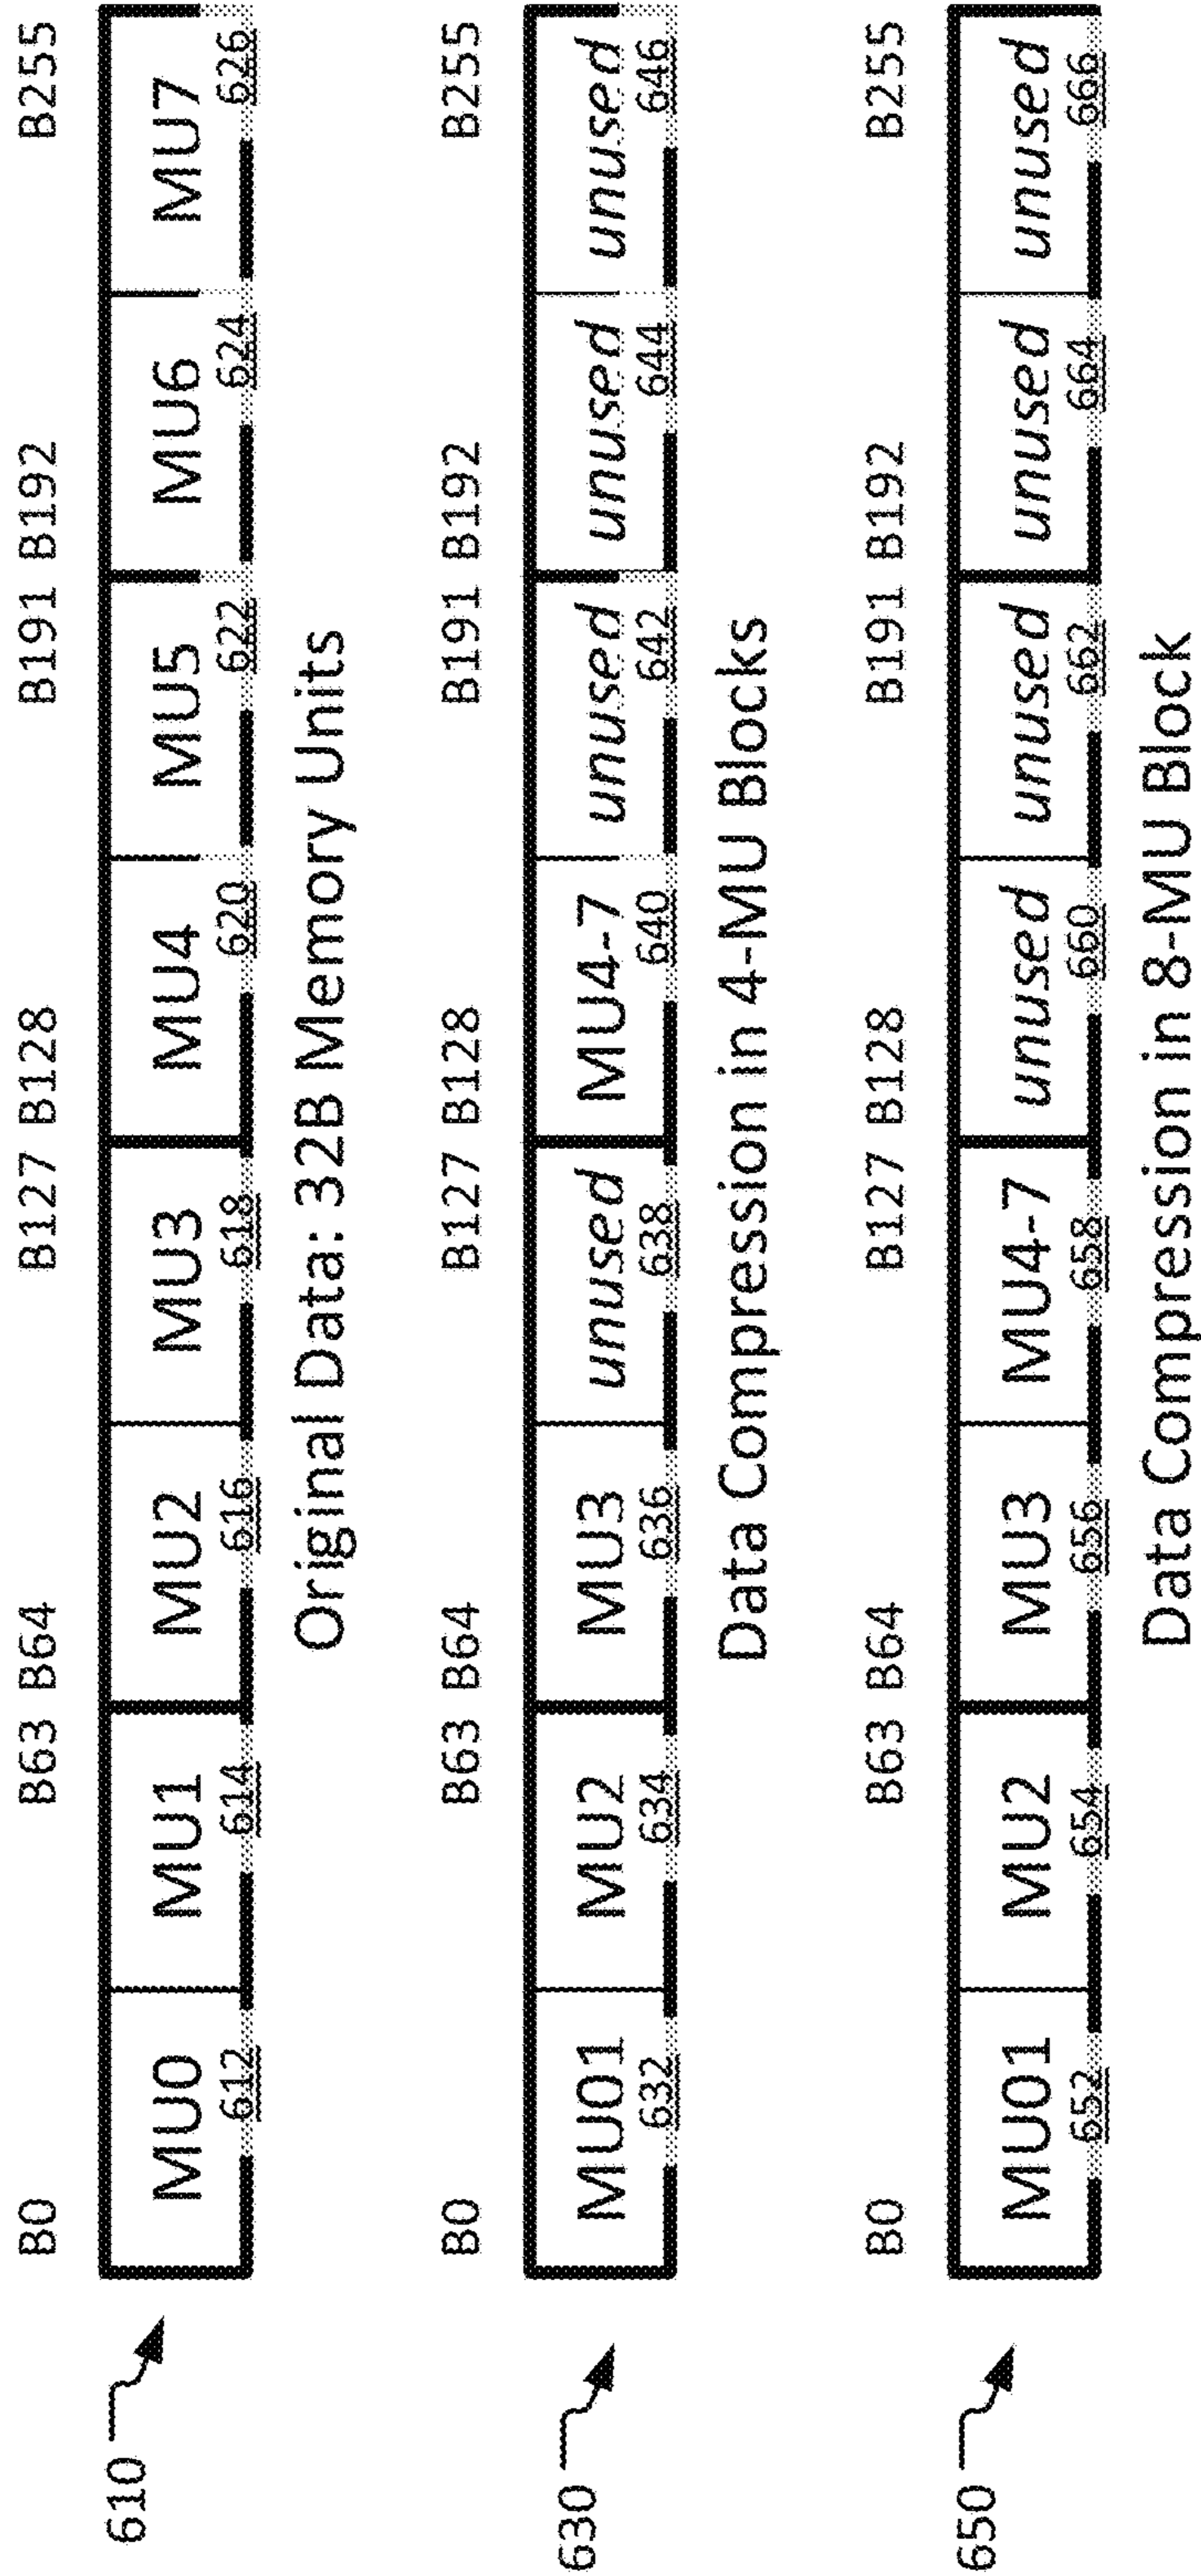 B0 B63 B64 B127 B128 B191 B192 B255
610
MU0 MU1 MU2 MU3 MU4 MU5 MU6 MU7
612 614 616 618 620 622 624 626
Original Data: 32B Memory Units
B0 B63 B64 B127 B128 B191 B192 B255
630
MU01 MU2 MU3 unused MU4-7 unused unused unused
632 634 636 638 640 642 644 646
Data Compression in 4-MU Blocks
B0 B63 B64 B127 B128 B191 B192 B255
650
MU01 MU2 MU3 MU4-7 unused unused unused unused
652 654 656 658 660 662 664 666
Data Compression in 8-MU Block